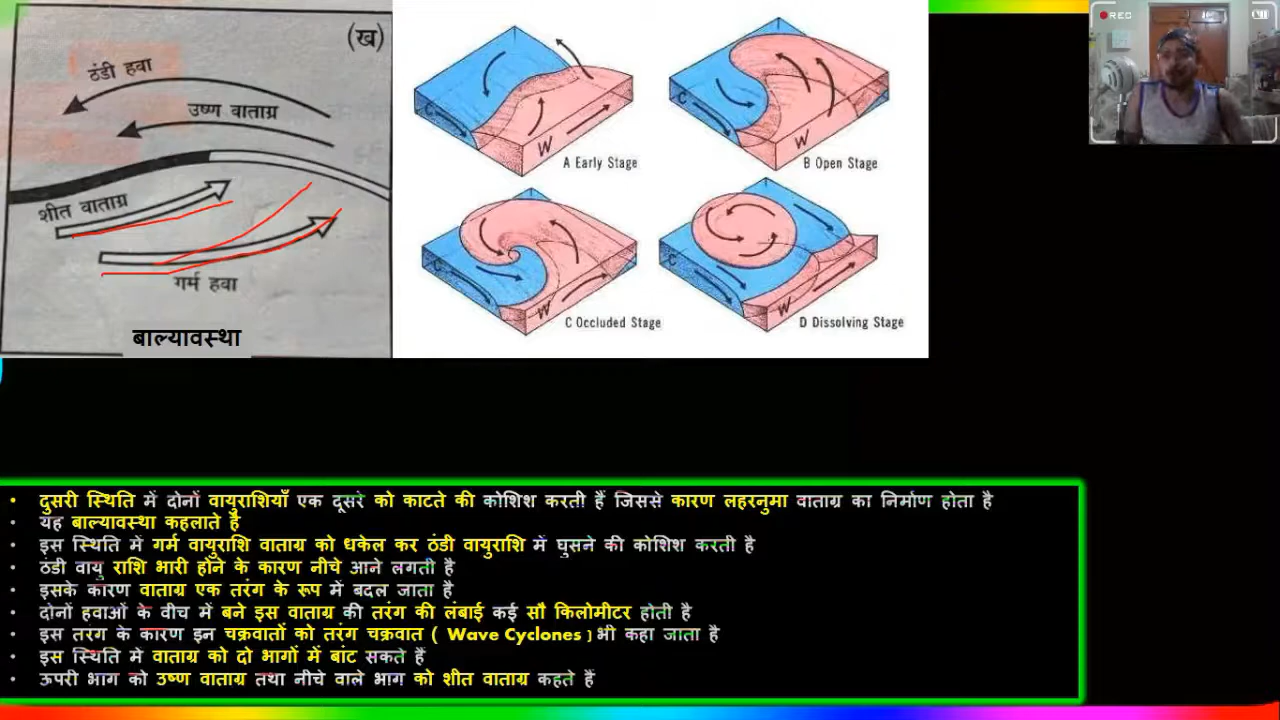 (ख)
ठंडी हवा
उष्ण वाताग्र
शीत वाताग्र
गर्म हवा
बाल्यावस्था
C
W
A Early Stage
C
W
B Open Stage
C
W
C Occluded Stage
C
W
D Dissolving Stage
REC
• दुसरी स्थिति में दोनों वायुराशियाँ एक दूसरे को काटते की कोशिश करती हैं जिससे कारण लहरनुमा वाताग्र का निर्माण होता है
• यह बाल्यावस्था कहलाते है
• इस स्थिति में गर्म वायुराशि वाताग्र को धकेल कर ठंडी वायुराशि में घुसने की कोशिश करती है
• ठंडी वायु राशि भारी होने के कारण नीचे आने लगती है
• इसके कारण वाताग्र एक तरंग के रूप में बदल जाता है
• दोनों हवाओं के वीच में बने इस वाताग्र की तरंग की लंबाई कई सौ किलोमीटर होती है
• इस तरंग के कारण इन चक्रवातों को तरंग चक्रवात ( Wave Cyclones ) भी कहा जाता है
• इस स्थिति में वाताग्र को दो भागों में बांट सकते हैं
• ऊपरी भाग को उष्ण वाताग्र तथा नीचे वाले भाग को शीत वाताग्र कहते हैं